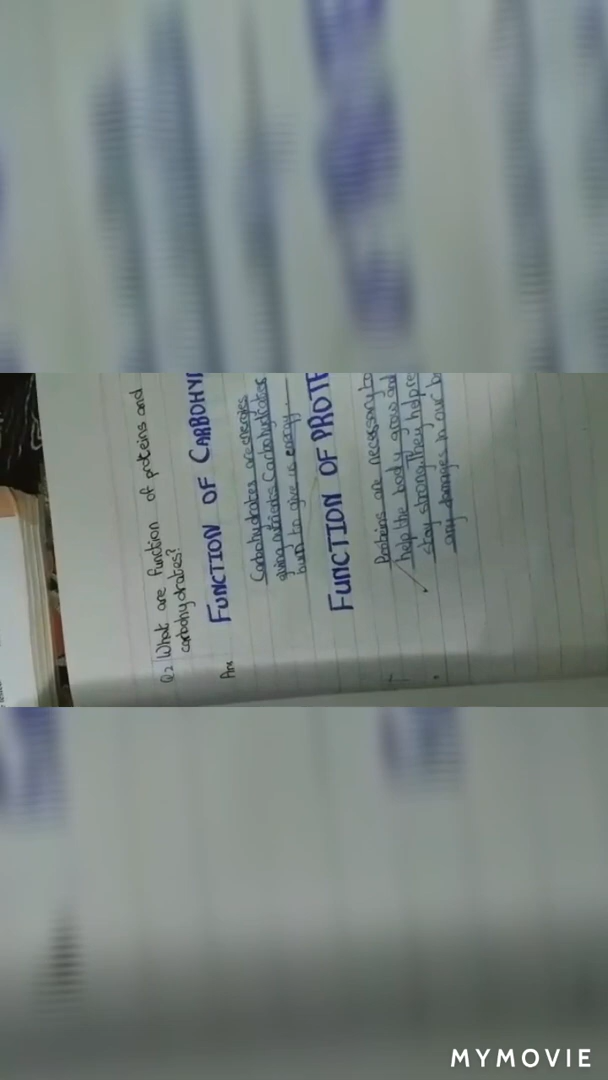 Q2 What are function of proteins and
carbohydrates?
Ans
FUNCTION OF CARBOHY
Carbohydrates are energies
giving nutrients Carbohydrates
burn to give us energy.
FUNCTION OF PROTE
Proteins are necessary to
help the body grow and
stay strong They help re
any damages in our b
MYMOVIE